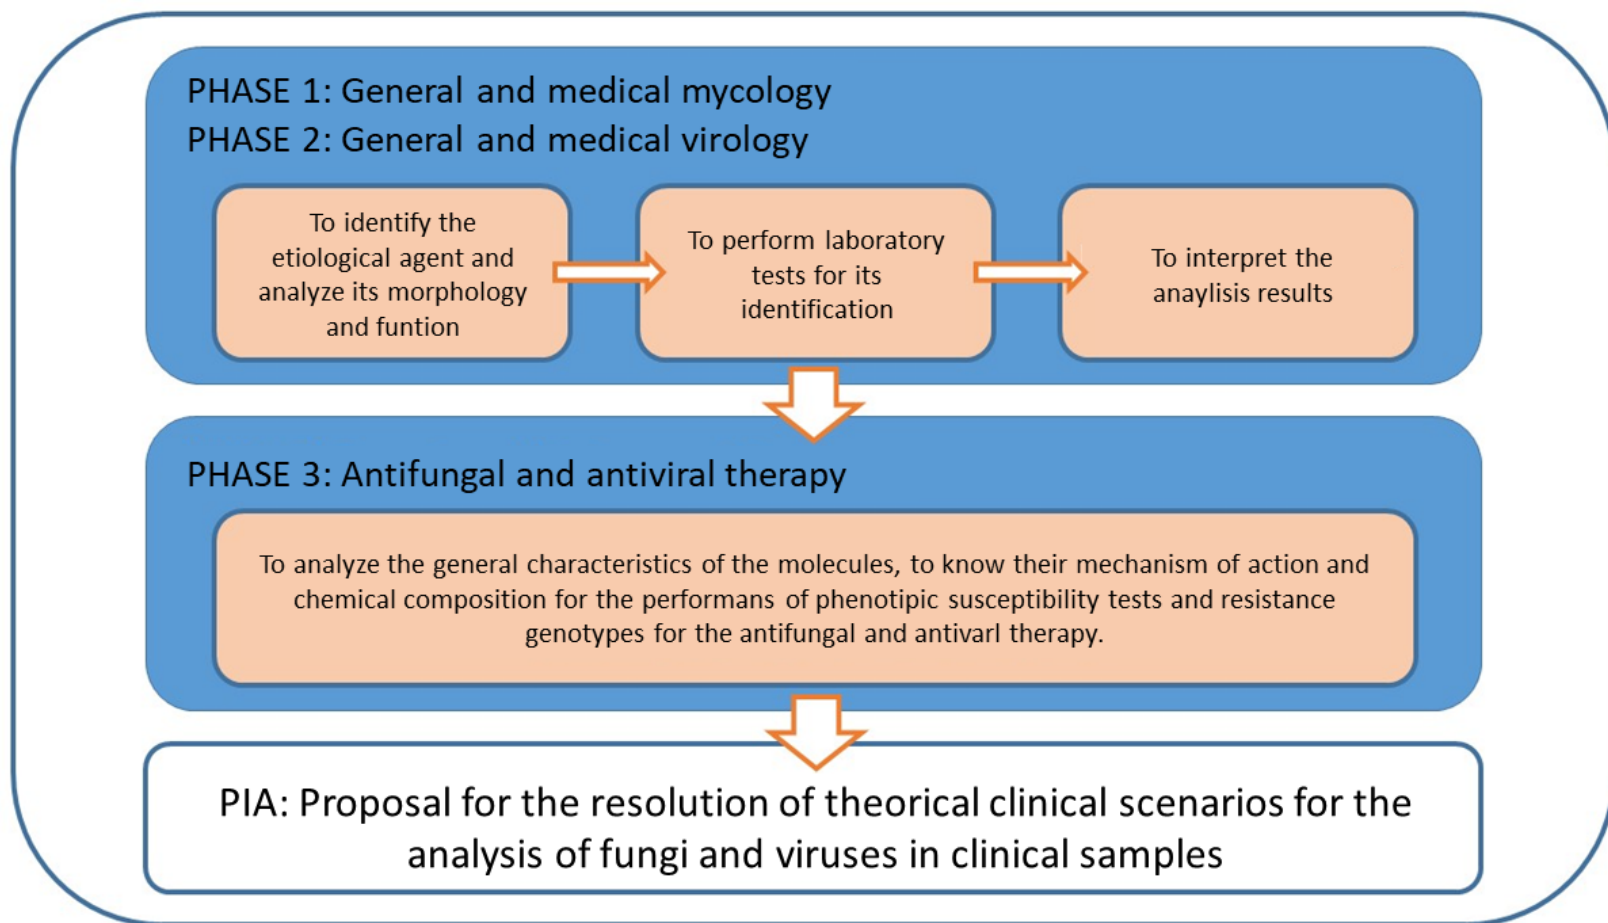 PHASE 1: General and medical mycology
PHASE 2: General and medical virology
To identify the
etiological agent and
analyze its morphology
and funtion
To perform laboratory
tests for its
identification
To interpret the
anaylisis results
PHASE 3: Antifungal and antiviral therapy
To analyze the general characteristics of the molecules, to know their mechanism of action and
chemical composition for the performans of phenotipic susceptibility tests and resistance
genotypes for the antifungal and antivarl therapy.
PIA: Proposal for the resolution of theorical clinical scenarios for the
analysis of fungi and viruses in clinical samples